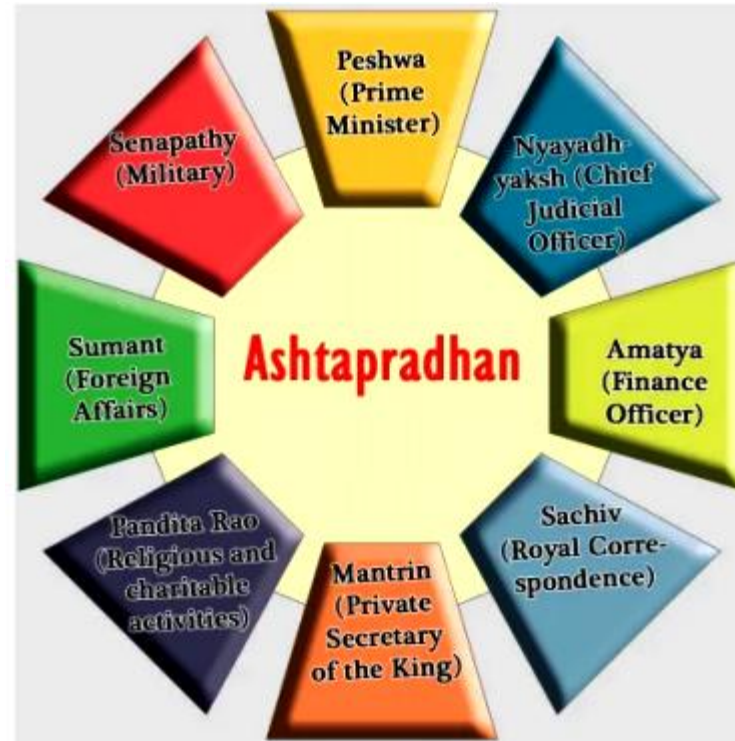 Peshwa
(Prime
Minister)
Nyayadh-
yaksh (Chief
Judicial
Officer)
Senapathy
(Military)
Ashtapradhan
Sumant
(Foreign
Affairs)
Amatya
(Finance
Officer)
Pandita Rao
(Religious and
charitable
activities)
Sachiv
(Royal Corre-
spondence)
Mantrin
(Private
Secretary
of the King)